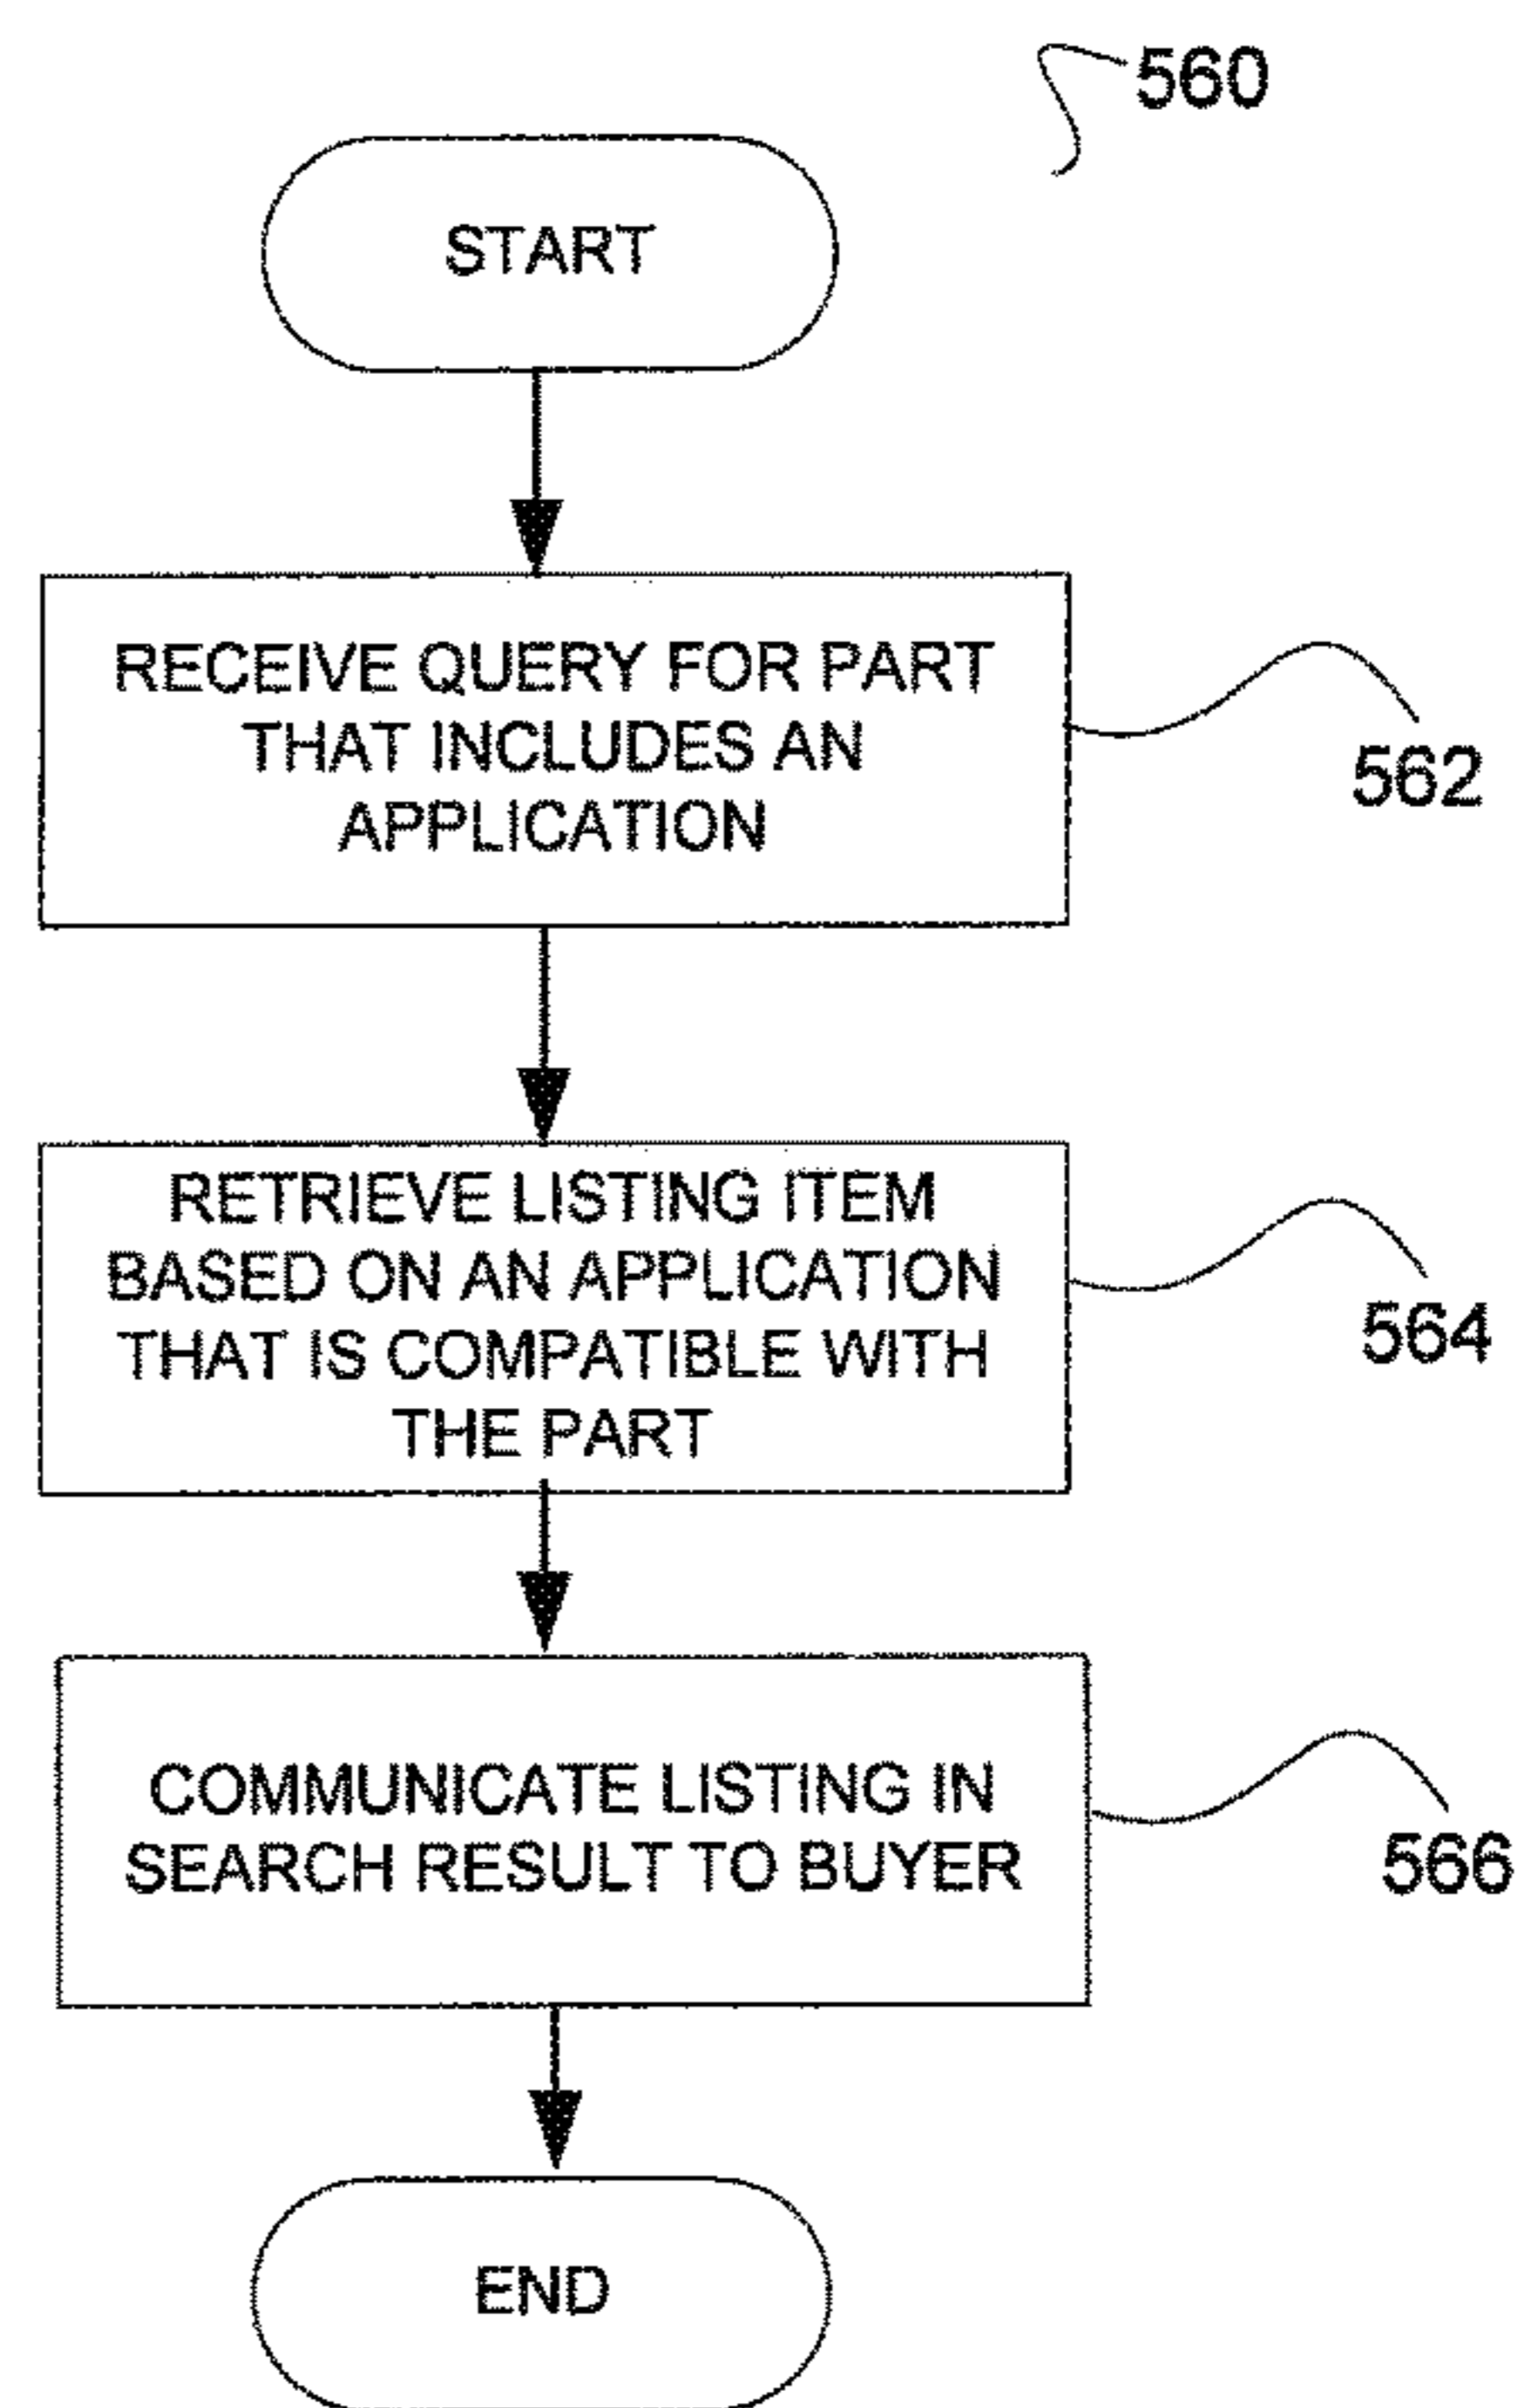 560
START
RECEIVE QUERY FOR PART
THAT INCLUDES AN
APPLICATION
562
RETRIEVE LISTING ITEM
BASED ON AN APPLICATION
THAT IS COMPATIBLE WITH
THE PART
564
COMMUNICATE LISTING IN
SEARCH RESULT TO BUYER
566
END